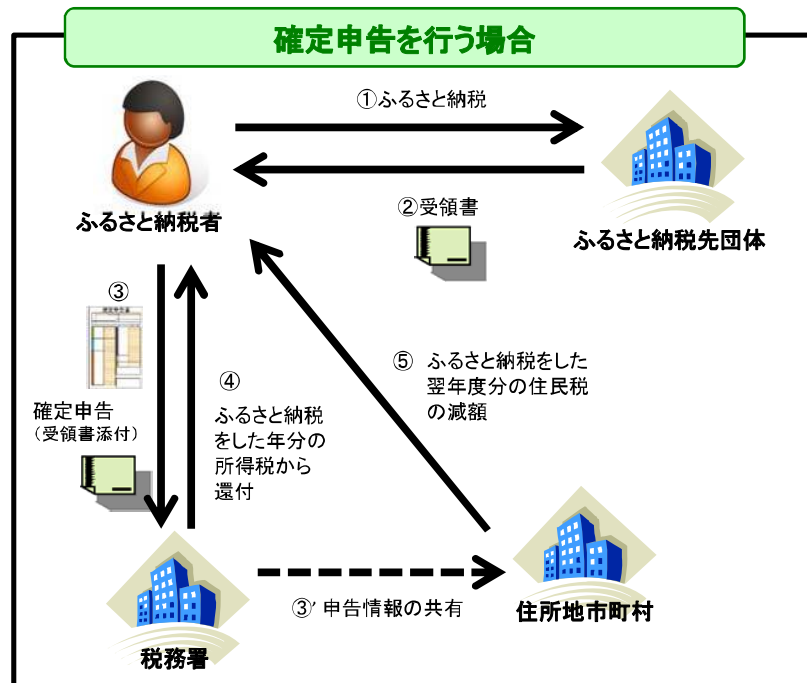 確定申告を行う場合
①ふるさと納税
②受領書
ふるさと納税者
ふるさと納税先団体
③
確定申告
（受領書添付）
④
ふるさと納税
をした年分の
所得税から
還付
⑤ ふるさと納税をした
翌年度分の住民税
の減額
③’申告情報の共有
税務署
住所地市町村